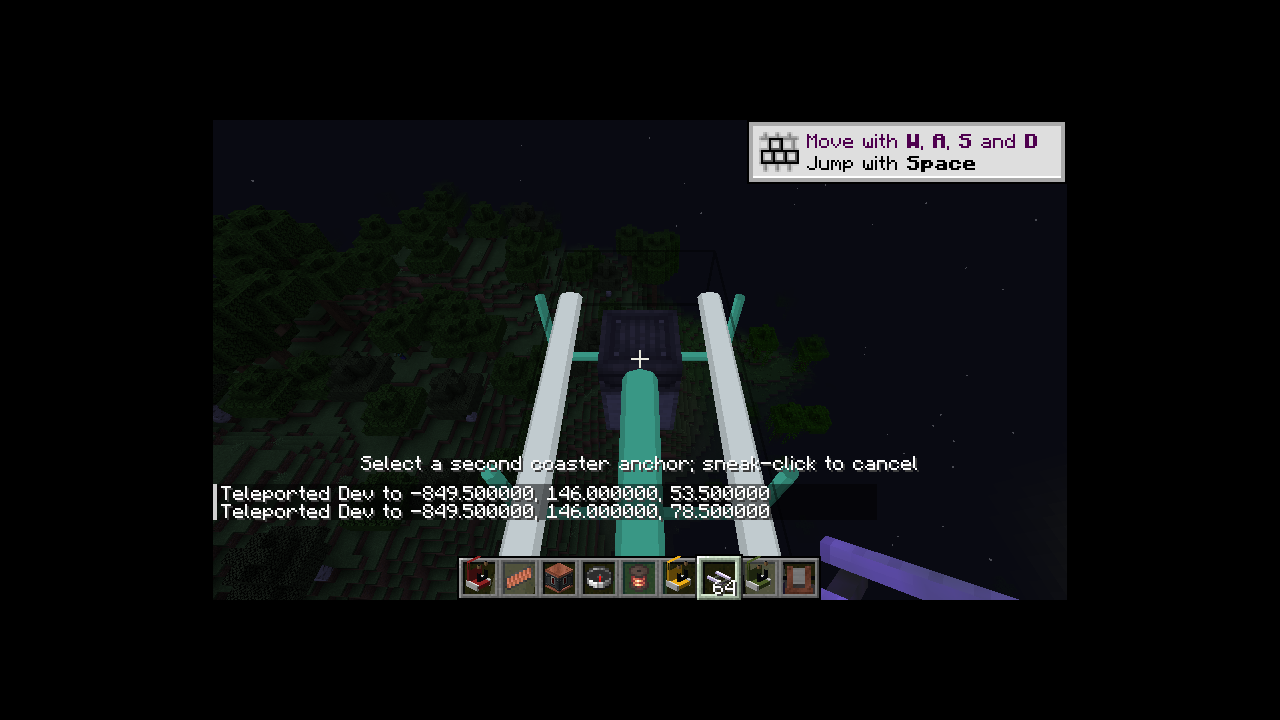 Move with W, A, S and D
Jump with Space
Select a second coaster anchor; sneak-click to cancel
Teleported Dev to -849.500000, 146.000000, 53.500000
Teleported Dev to -849.500000, 146.000000, 78.500000
64